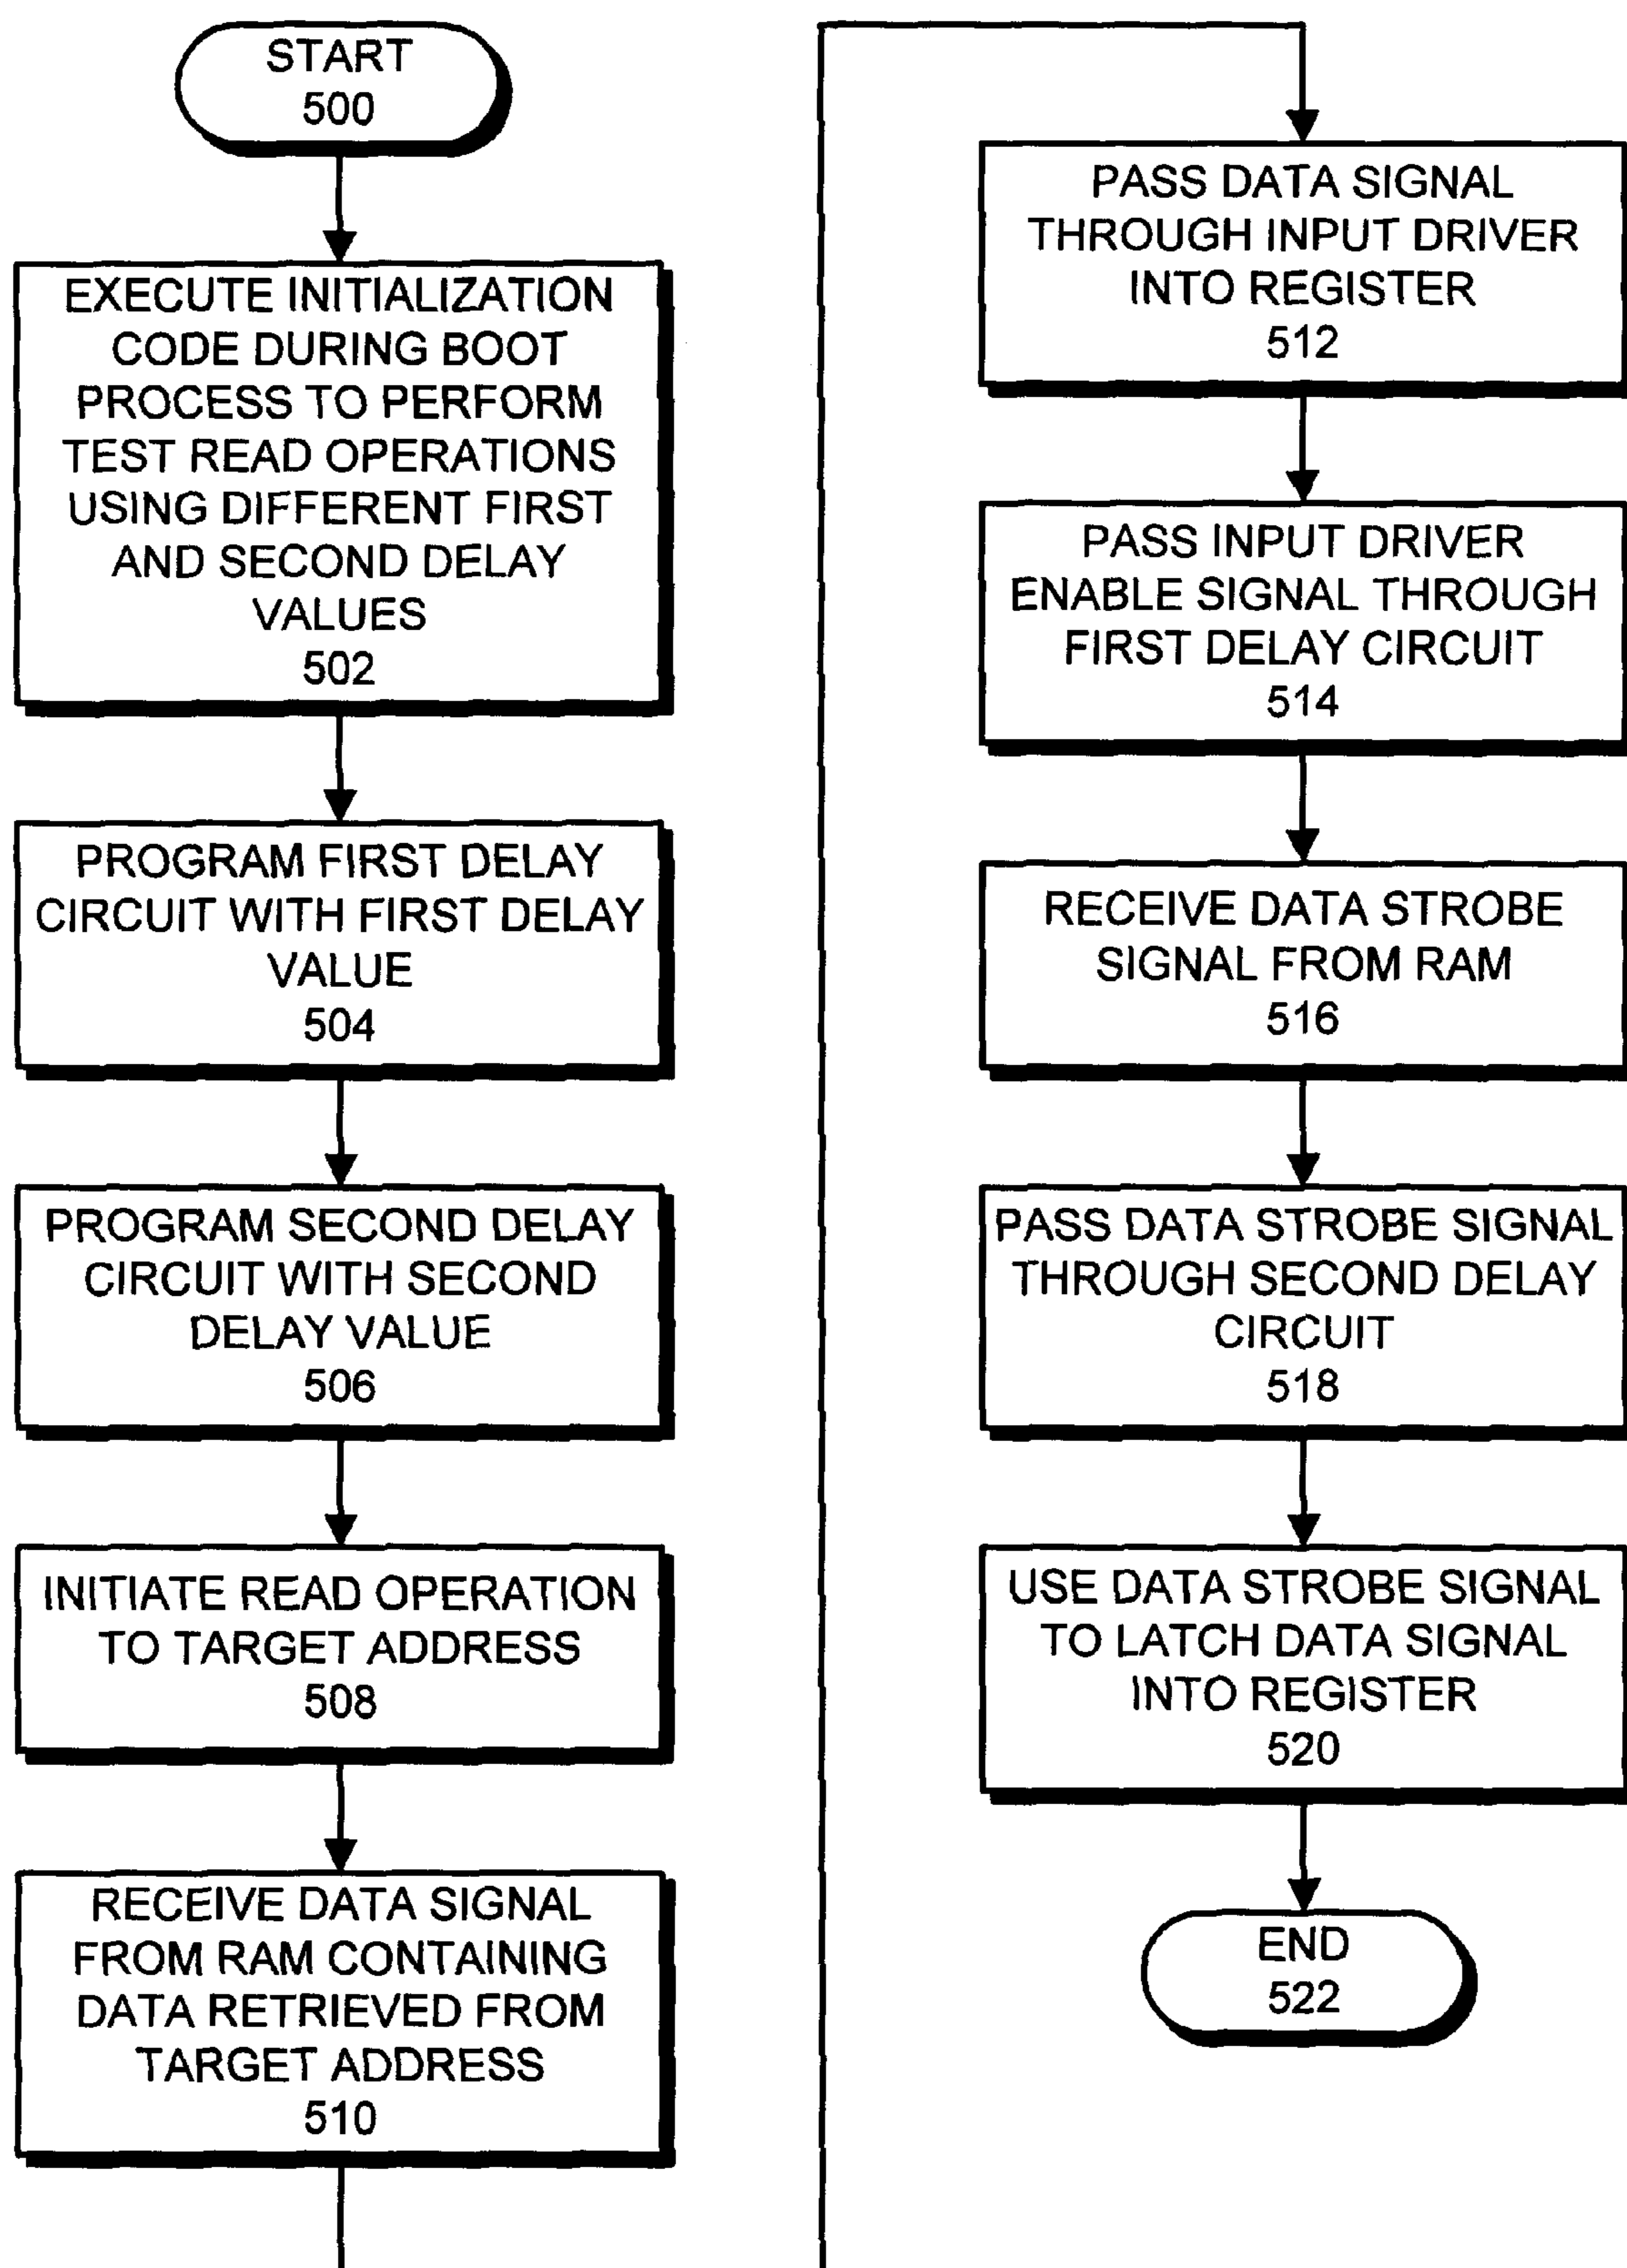 START
500
EXECUTE INITIALIZATION
CODE DURING BOOT
PROCESS TO PERFORM
TEST READ OPERATIONS
USING DIFFERENT FIRST
AND SECOND DELAY
VALUES
502
PROGRAM FIRST DELAY
CIRCUIT WITH FIRST DELAY
VALUE
504
PROGRAM SECOND DELAY
CIRCUIT WITH SECOND
DELAY VALUE
506
INITIATE READ OPERATION
TO TARGET ADDRESS
508
RECEIVE DATA SIGNAL
FROM RAM CONTAINING
DATA RETRIEVED FROM
TARGET ADDRESS
510
PASS DATA SIGNAL
THROUGH INPUT DRIVER
INTO REGISTER
512
PASS INPUT DRIVER
ENABLE SIGNAL THROUGH
FIRST DELAY CIRCUIT
514
RECEIVE DATA STROBE
SIGNAL FROM RAM
516
PASS DATA STROBE SIGNAL
THROUGH SECOND DELAY
CIRCUIT
518
USE DATA STROBE SIGNAL
TO LATCH DATA SIGNAL
INTO REGISTER
520
END
522